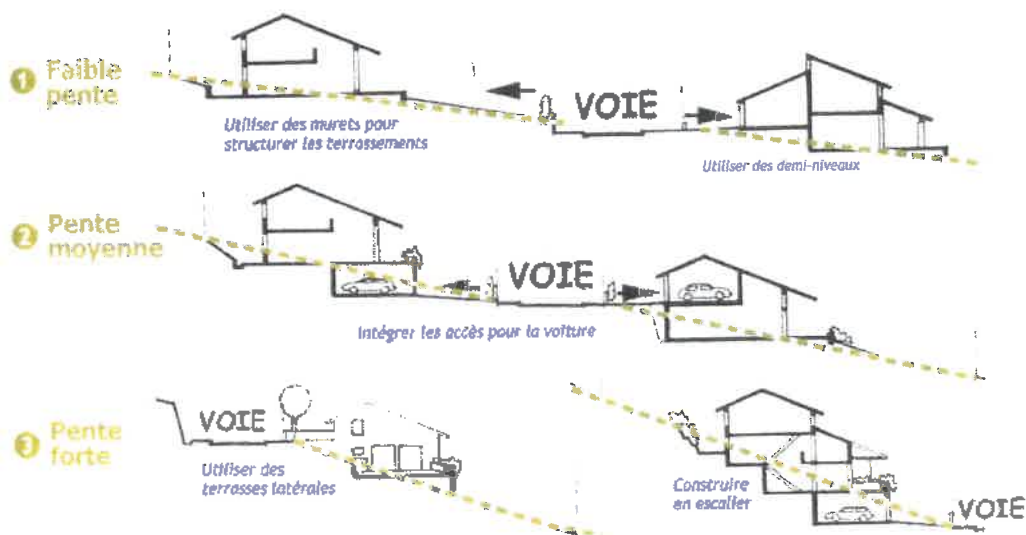 1 Faible
pente
VOIE
Utiliser des murets pour
structurer les terrassements
Utiliser des demi-niveaux
2 Pente
moyenne
VOIE
Intégrer les accès pour la voiture
3 Pente
forte
VOIE
Utiliser des
terrasses latérales
Construire
en escalier
VOIE